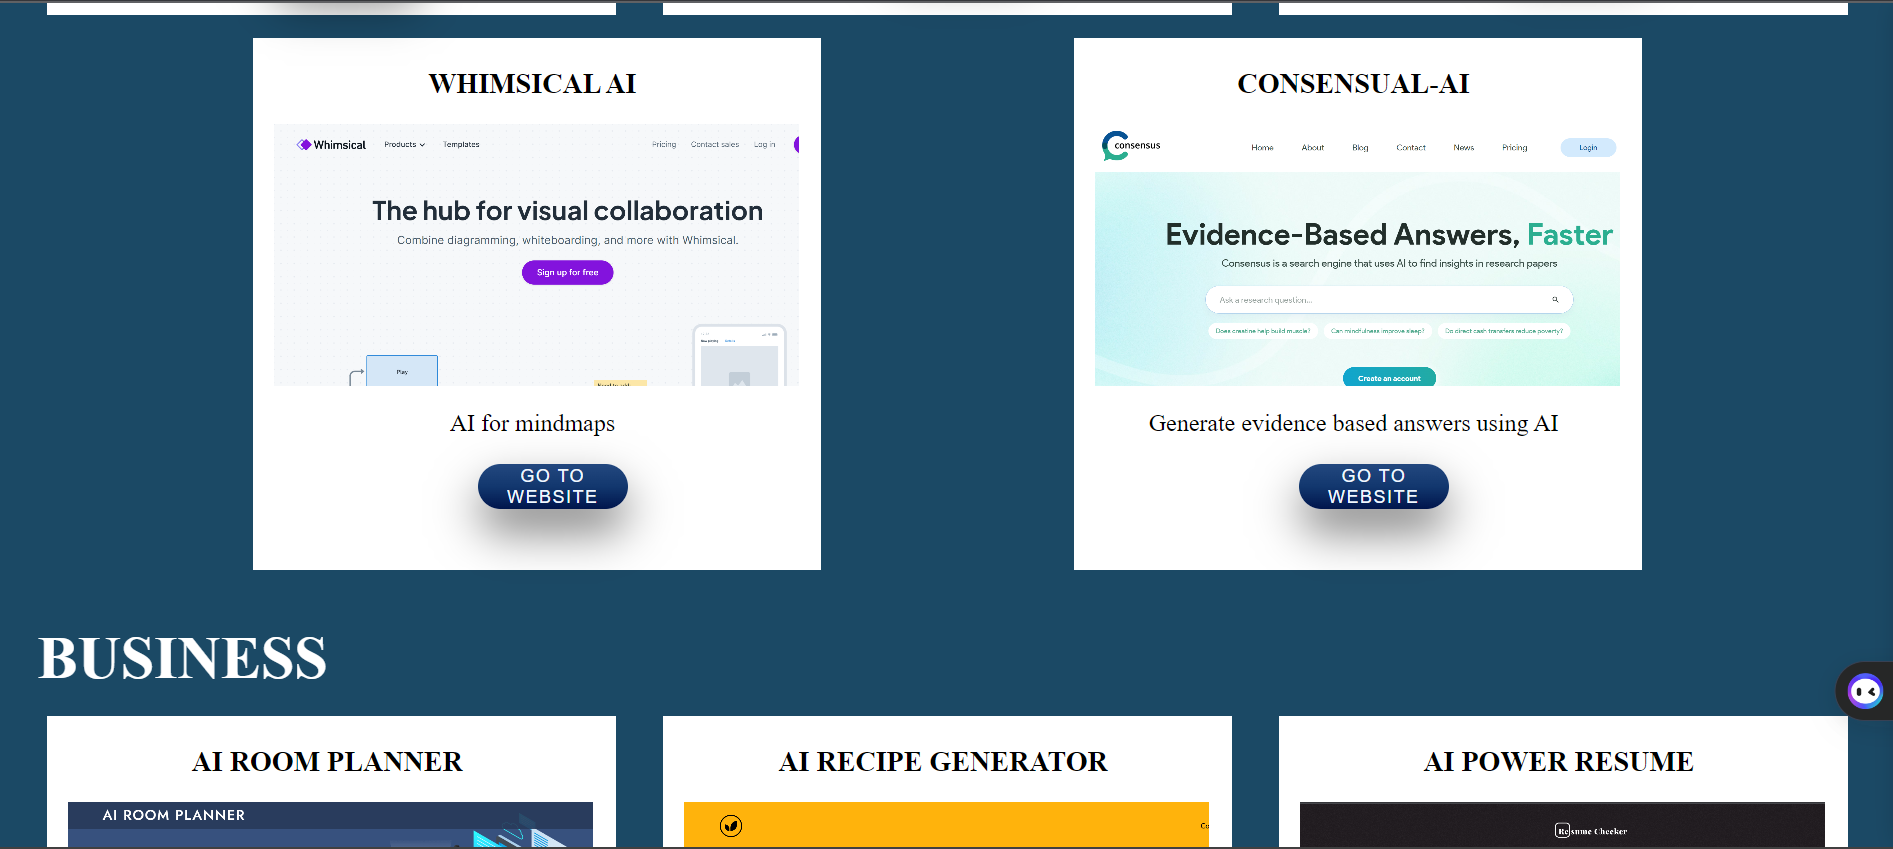 WHIMSICAL AI
Whimsical
Products
Templates
Pricing
Contact sales
Log in
The hub for visual collaboration
Combine diagramming, whiteboarding, and more with Whimsical.
Sign up for free
Play
AI for mindmaps
GO TO
WEBSITE
CONSENSUAL-AI
consensus
Home
About
Blog
Contact
News
Pricing
Login
Evidence-Based Answers, Faster
Consensus is a search engine that uses AI to find insights in research papers
Ask a research question...
Does creatine help build muscle?
Can mindfulness improve sleep?
Do direct cash transfers reduce poverty?
Create an account
Generate evidence based answers using AI
GO TO
WEBSITE
BUSINESS
AI ROOM PLANNER
AI ROOM PLANNER
AI RECIPE GENERATOR
Co
AI POWER RESUME
Resume Checker